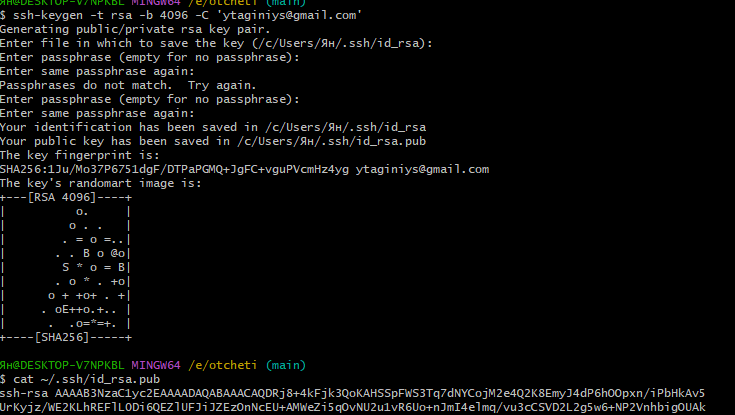 Ян@DESKTOP-V7NPKBL MINGW64 /e/otcheti (main)
$ ssh-keygen -t rsa -b 4096 -C 'ytaginiys@gmail.com'
Generating public/private rsa key pair.
Enter file in which to save the key (/c/Users/Ян/.ssh/id_rsa):
Enter passphrase (empty for no passphrase):
Enter same passphrase again:
Passphrases do not match.  Try again.
Enter passphrase (empty for no passphrase):
Enter same passphrase again:
Your identification has been saved in /c/Users/Ян/.ssh/id_rsa
Your public key has been saved in /c/Users/Ян/.ssh/id_rsa.pub
The key fingerprint is:
SHA256:1Ju/Mo37P6751dgF/DTPaPGMQ+JgFC+vguPVcmHz4yg ytaginiys@gmail.com
The key's randomart image is:
+---[RSA 4096]----+
|          o.     |
|         o . .   |
|        . = o =..|
|       . . B o @o|
|        S * o = B|
|       . o * . +o|
|      o + +o+ . +|
|     . oE++o.+.. |
|      .  .o=*=+. |
+----[SHA256]-----+
Ян@DESKTOP-V7NPKBL MINGW64 /e/otcheti (main)
$ cat ~/.ssh/id_rsa.pub
ssh-rsa AAAAB3NzaC1yc2EAAAADAQABAAACAQDRj8+4kFjk3QoKAHSSpFWS3Tq7dNYCojM2e4Q2K8EmyJ4dP6hOOpxn/iPbHkAv5
UrKyjz/WE2KLhREFlLODi6QEZlUFJiJZEzOnNcEU+AMWeZi5qOvNU2u1vR6Uo+nJmI4elmq/vu3cCSVD2L2g5w6+NP2VnhbigOUAk